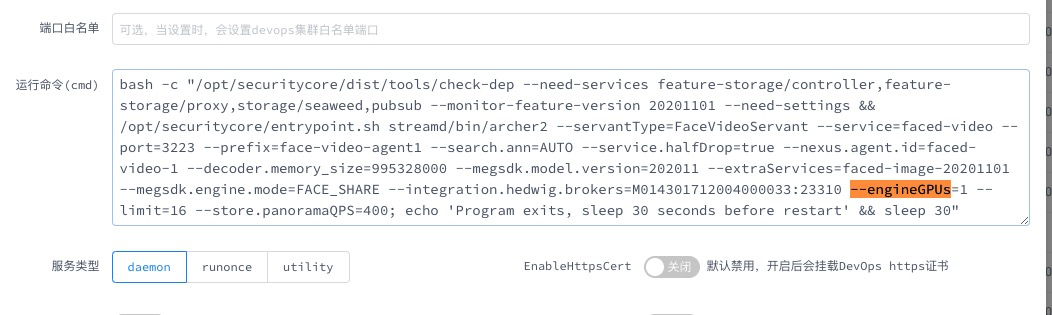 端口白名单
可选，当设置时，会设置devops集群白名单端口
运行命令(cmd)
bash -c "/opt/securitycore/dist/tools/check-dep --need-services feature-storage/controller,feature-
storage/proxy,storage/seaweed,pubsub --monitor-feature-version 20201101 --need-settings &&
/opt/securitycore/entrypoint.sh streamd/bin/archer2 --servantType=FaceVideoServant --service=faced-video --
port=3223 --prefix=face-video-agent1 --search.ann=AUTO --service.halfDrop=true --nexus.agent.id=faced-
video-1 --decoder.memory_size=995328000 --megsdk.model.version=202011 --extraServices=faced-image-20201101
--megsdk.engine.mode=FACE_SHARE --integration.hedwig.brokers=M014301712004000033:23310 --engineGPUs=1 --
limit=16 --store.panoramaQPS=400; echo 'Program exits, sleep 30 seconds before restart' && sleep 30"
服务类型 daemon runonce utility EnableHttpsCert 关闭 默认禁用，开启后会挂载DevOps https证书